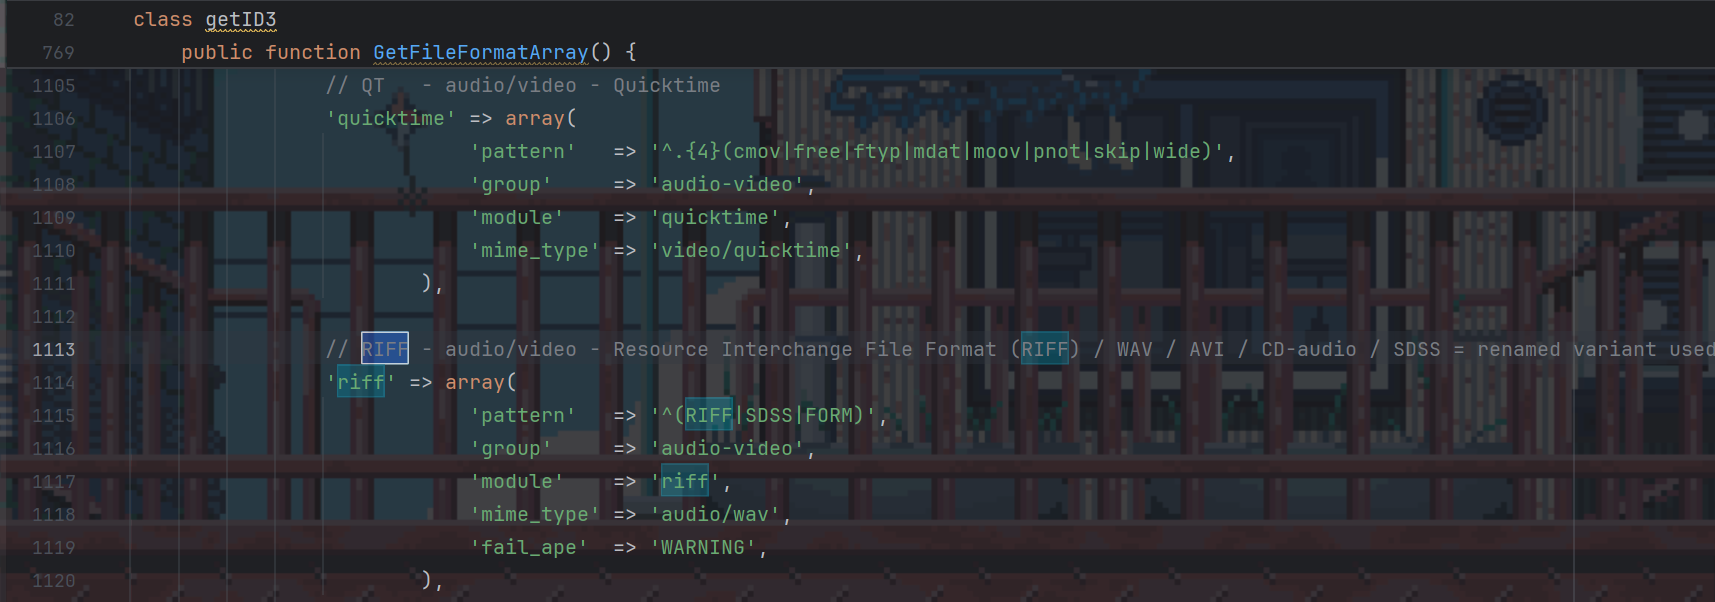 82 class getID3
769 public function GetFileFormatArray() {
1105 // QT - audio/video - Quicktime
1106 'quicktime' => array(
1107 'pattern' => '^.{4}(cmov|free|ftyp|mdat|moov|pnot|skip|wide)',
1108 'group' => 'audio-video',
1109 'module' => 'quicktime',
1110 'mime_type' => 'video/quicktime',
1111 ),
1112
1113 // RIFF - audio/video - Resource Interchange File Format (RIFF) / WAV / AVI / CD-audio / SDSS = renamed variant used
1114 'riff' => array(
1115 'pattern' => '^(RIFF|SDSS|FORM)',
1116 'group' => 'audio-video',
1117 'module' => 'riff',
1118 'mime_type' => 'audio/wav',
1119 'fail_ape' => 'WARNING',
1120 ),